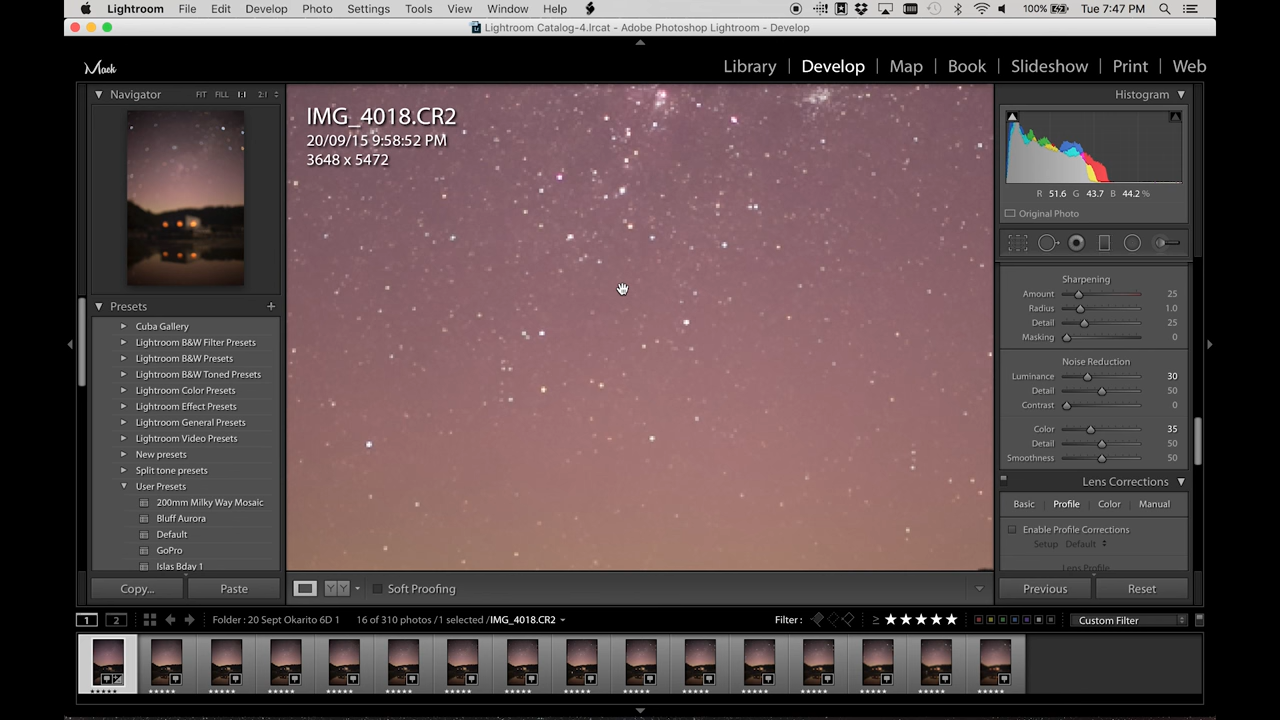 Lightroom File Edit Develop Photo Settings Tools View Window Help 100% Tue 7:47 PM
Lightroom Catalog-4.lrcat - Adobe Photoshop Lightroom - Develop
Mack
Library | Develop | Map | Book | Slideshow | Print | Web
Navigator FIT FILL 1:1 2:1
Histogram
IMG_4018.CR2
20/09/15 9:58:52 PM
3648 x 5472
R 51.6 G 43.7 B 44.2 %
Original Photo
Presets +
Cuba Gallery
Lightroom B&W Filter Presets
Lightroom B&W Presets
Lightroom B&W Toned Presets
Lightroom Color Presets
Lightroom Effect Presets
Lightroom General Presets
Lightroom Video Presets
New presets
Split tone presets
User Presets
200mm Milky Way Mosaic
Bluff Aurora
Default
GoPro
Islas Bday 1
Sharpening
Amount 25
Radius 1.0
Detail 25
Masking 0
Noise Reduction
Luminance 30
Detail 50
Contrast 0
Color 35
Detail 50
Smoothness 50
Lens Corrections
Basic Profile Color Manual
Enable Profile Corrections
Setup Default
Lens Profile
Copy... Paste
Y Y Soft Proofing
Previous Reset
1 2 Folder : 20 Sept Okarito 6D 1 16 of 310 photos / 1 selected / IMG_4018.CR2 Filter : ≥ ★★★★★ Custom Filter